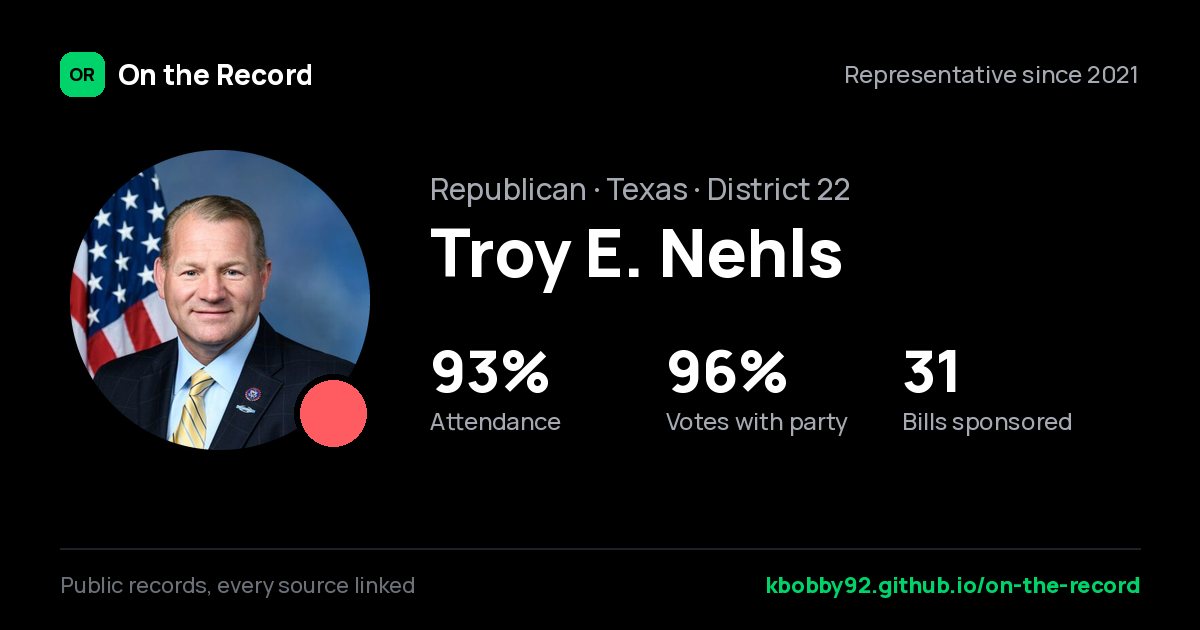 OR
On the Record
Representative since 2021
Republican · Texas · District 22
Troy E. Nehls
93%
96%
31
Attendance
Votes with party
Bills sponsored
Public records, every source linked
kbobby92.github.io/on-the-record